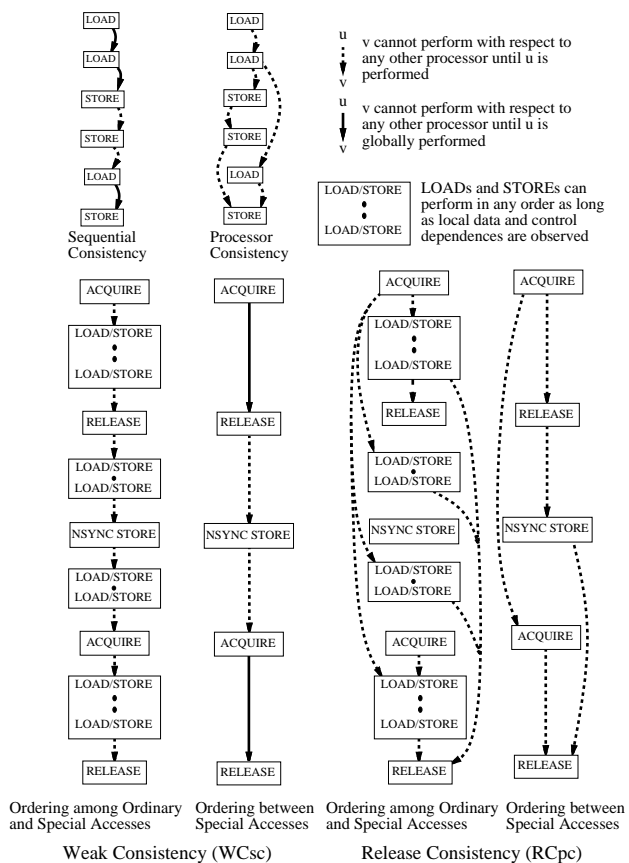 LOAD
LOAD
STORE
STORE
LOAD
STORE
Sequential
Consistency
LOAD
LOAD
STORE
STORE
LOAD
STORE
Processor
Consistency
u
v
v cannot perform with respect to
any other processor until u is
performed
u
v
v cannot perform with respect to
any other processor until u is
globally performed
LOAD/STORE
LOAD/STORE
LOADs and STOREs can
perform in any order as long
as local data and control
dependences are observed
ACQUIRE
LOAD/STORE
LOAD/STORE
RELEASE
LOAD/STORE
LOAD/STORE
NSYNC STORE
LOAD/STORE
LOAD/STORE
ACQUIRE
LOAD/STORE
LOAD/STORE
RELEASE
Ordering among Ordinary
and Special Accesses
ACQUIRE
RELEASE
NSYNC STORE
ACQUIRE
RELEASE
Ordering between
Special Accesses
Weak Consistency (WCsc)
ACQUIRE
LOAD/STORE
LOAD/STORE
RELEASE
LOAD/STORE
LOAD/STORE
NSYNC STORE
LOAD/STORE
LOAD/STORE
ACQUIRE
LOAD/STORE
LOAD/STORE
RELEASE
Ordering among Ordinary
and Special Accesses
ACQUIRE
RELEASE
NSYNC STORE
ACQUIRE
RELEASE
Ordering between
Special Accesses
Release Consistency (RCpc)